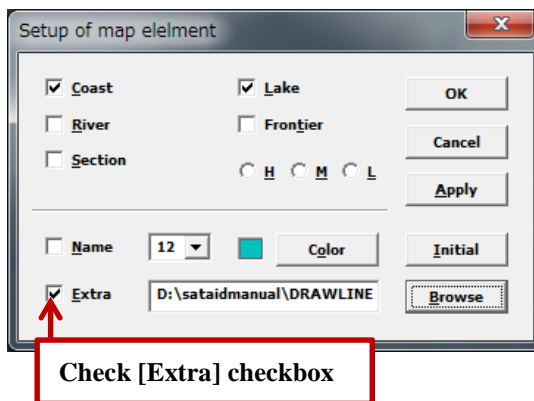 Setup of map elelment
X
Coast
Lake
OK
River
Frontier
Cancel
Section
H M L
Apply
Name
12
Color
Initial
Extra
D:\sataidmanual\DRAWLINE
Browse
Check [Extra] checkbox